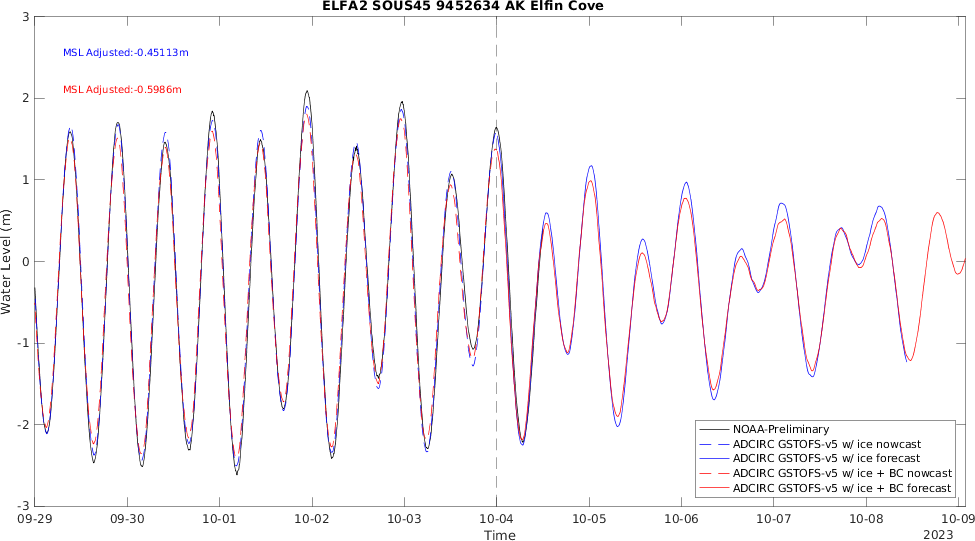 ELFA2 SOUS45 9452634 AK Elfin Cove
MSL Adjusted:-0.45113m
MSL Adjusted:-0.5986m
Water Level (m)
3
2
1
0
-1
-2
-3
NOAA-Preliminary
ADCIRC GSTOFS-v5 w/ ice nowcast
ADCIRC GSTOFS-v5 w/ ice forecast
ADCIRC GSTOFS-v5 w/ ice + BC nowcast
ADCIRC GSTOFS-v5 w/ ice + BC forecast
09-29 09-30 10-01 10-02 10-03 10-04 10-05 10-06 10-07 10-08 10-09
Time
2023